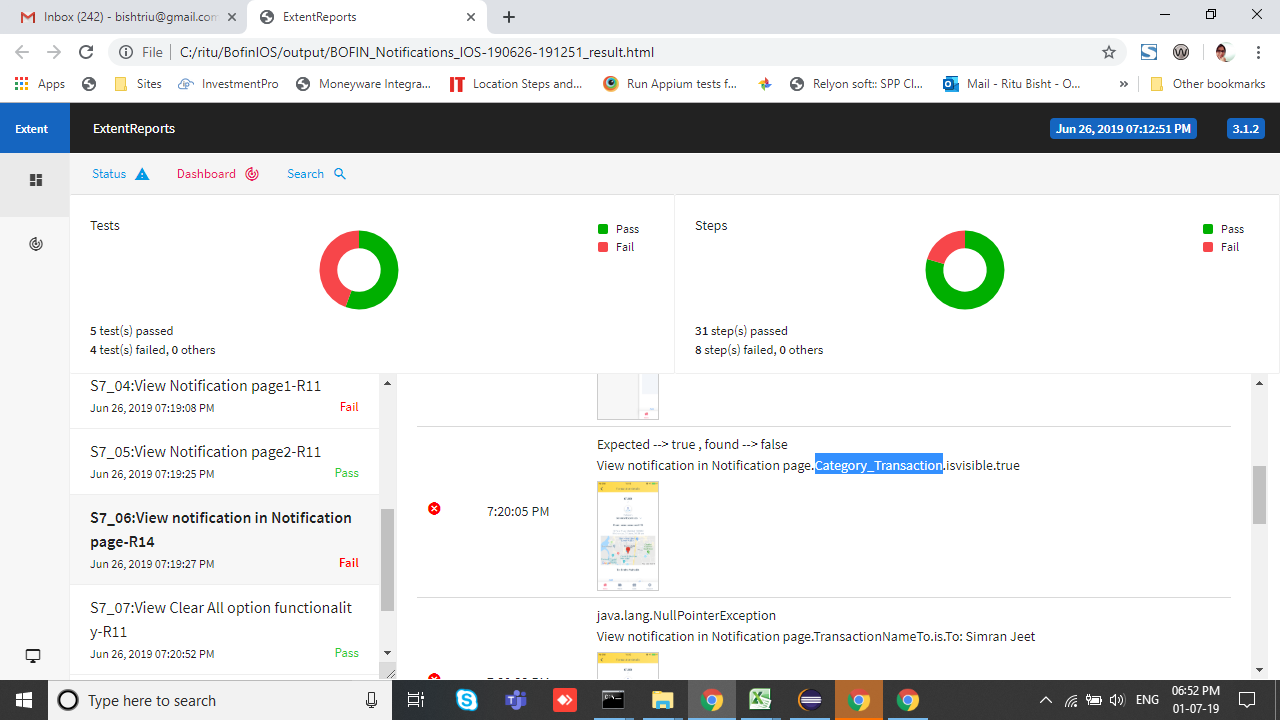 Inbox (242) - bishtriu@gmail.con
ExtentReports
File
C:/ritu/BofinIOS/output/BOFIN_Notifications_IOS-190626-191251_result.html
Apps
Sites
InvestmentPro
Moneyware Integra...
Location Steps and...
Run Appium tests f...
Relyon soft:: SPP Cl...
Mail - Ritu Bisht - O...
»
Other bookmarks
Extent
ExtentReports
Jun 26, 2019 07:12:51 PM
3.1.2
Status
Dashboard
Search
Tests
Pass
Fail
5 test(s) passed
4 test(s) failed, 0 others
Steps
Pass
Fail
31 step(s) passed
8 step(s) failed, 0 others
S7_04:View Notification page1-R11
Jun 26, 2019 07:19:08 PM
Fail
S7_05:View Notification page2-R11
Jun 26, 2019 07:19:25 PM
Pass
S7_06:View notification in Notification
page-R14
Jun 26, 2019 07:19:27 PM
Fail
S7_07:View Clear All option functionalit
y-R11
Jun 26, 2019 07:20:52 PM
Pass
Expected --> true , found --> false
View notification in Notification page.Category_Transaction.isvisible.true
7:20:05 PM
java.lang.NullPointerException
View notification in Notification page.TransactionNameTo.is.To: Simran Jeet
Type here to search
ENG
06:52 PM
01-07-19